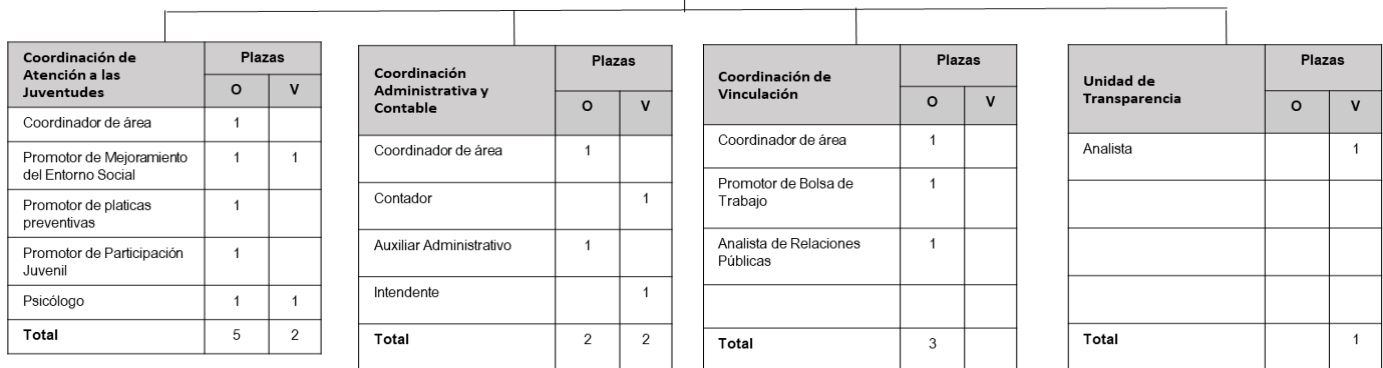 Coordinación de
Atención a las
Juventudes
Plazas
O V
Coordinador de área 1
Promotor de Mejoramiento
del Entorno Social 1 1
Promotor de platicas
preventivas 1
Promotor de Participación
Juvenil 1
Psicólogo 1 1
Total 5 2
Coordinación
Administrativa y
Contable
Plazas
O V
Coordinador de área 1
Contador 1
Auxiliar Administrativo 1
Intendente 1
Total 2 2
Coordinación de
Vinculación
Plazas
O V
Coordinador de área 1
Promotor de Bolsa de
Trabajo 1
Analista de Relaciones
Públicas 1
Total 3
Unidad de
Transparencia
Plazas
O V
Analista 1
Total 1